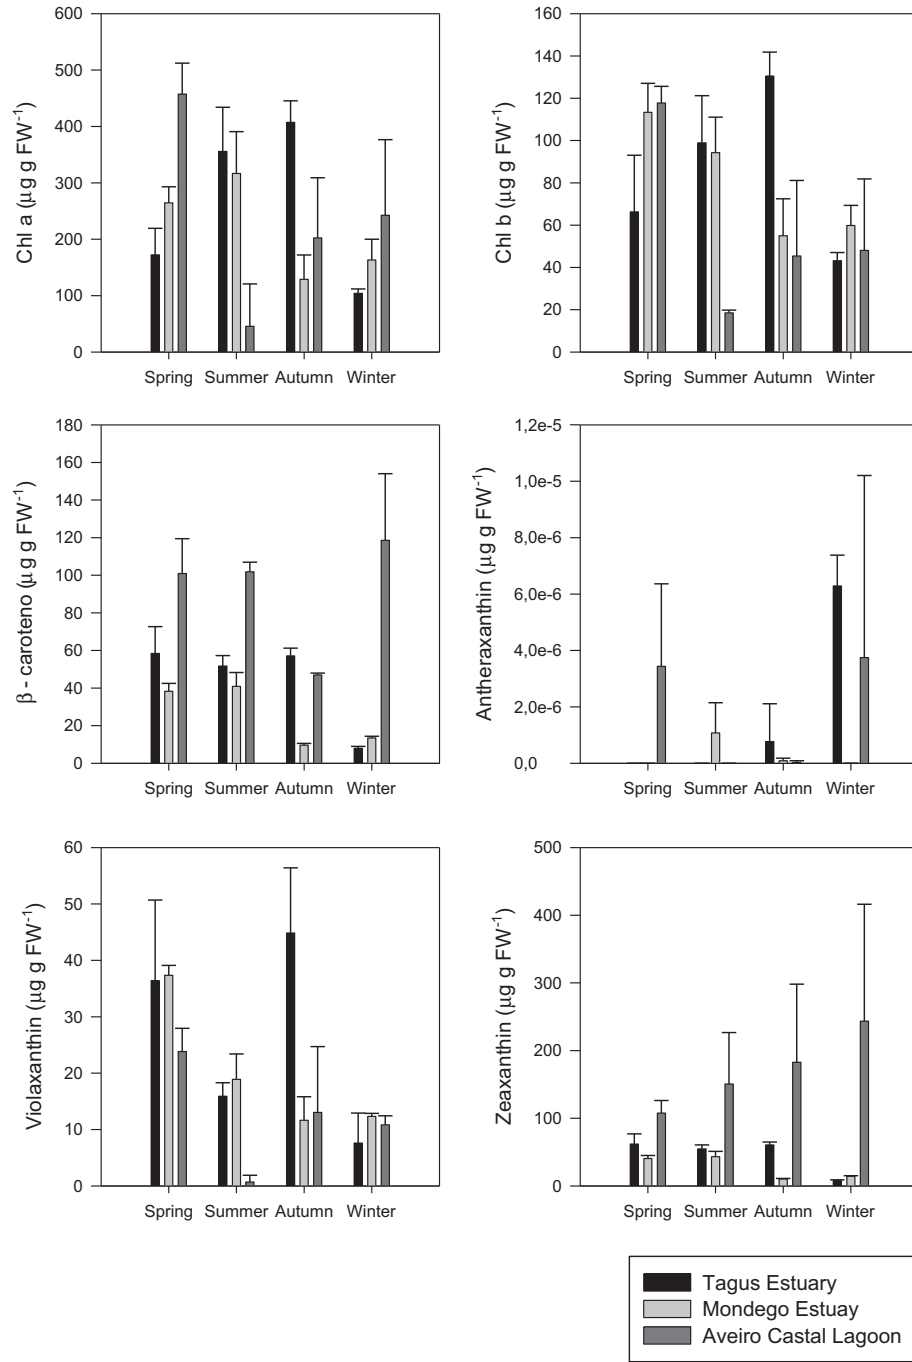 Chl a (µg g FW⁻¹)
600
500
400
300
200
100
0
Spring Summer Autumn Winter
Chl b (µg g FW⁻¹)
160
140
120
100
80
60
40
20
0
Spring Summer Autumn Winter
β - caroteno (µg g FW⁻¹)
180
160
140
120
100
80
60
40
20
0
Spring Summer Autumn Winter
Antheraxanthin (µg g FW⁻¹)
1,2e-5
1,0e-5
8,0e-6
6,0e-6
4,0e-6
2,0e-6
0,0
Spring Summer Autumn Winter
Violaxanthin (µg g FW⁻¹)
60
50
40
30
20
10
0
Spring Summer Autumn Winter
Zeaxanthin (µg g FW⁻¹)
500
400
300
200
100
0
Spring Summer Autumn Winter
Tagus Estuary
Mondego Estuay
Aveiro Castal Lagoon